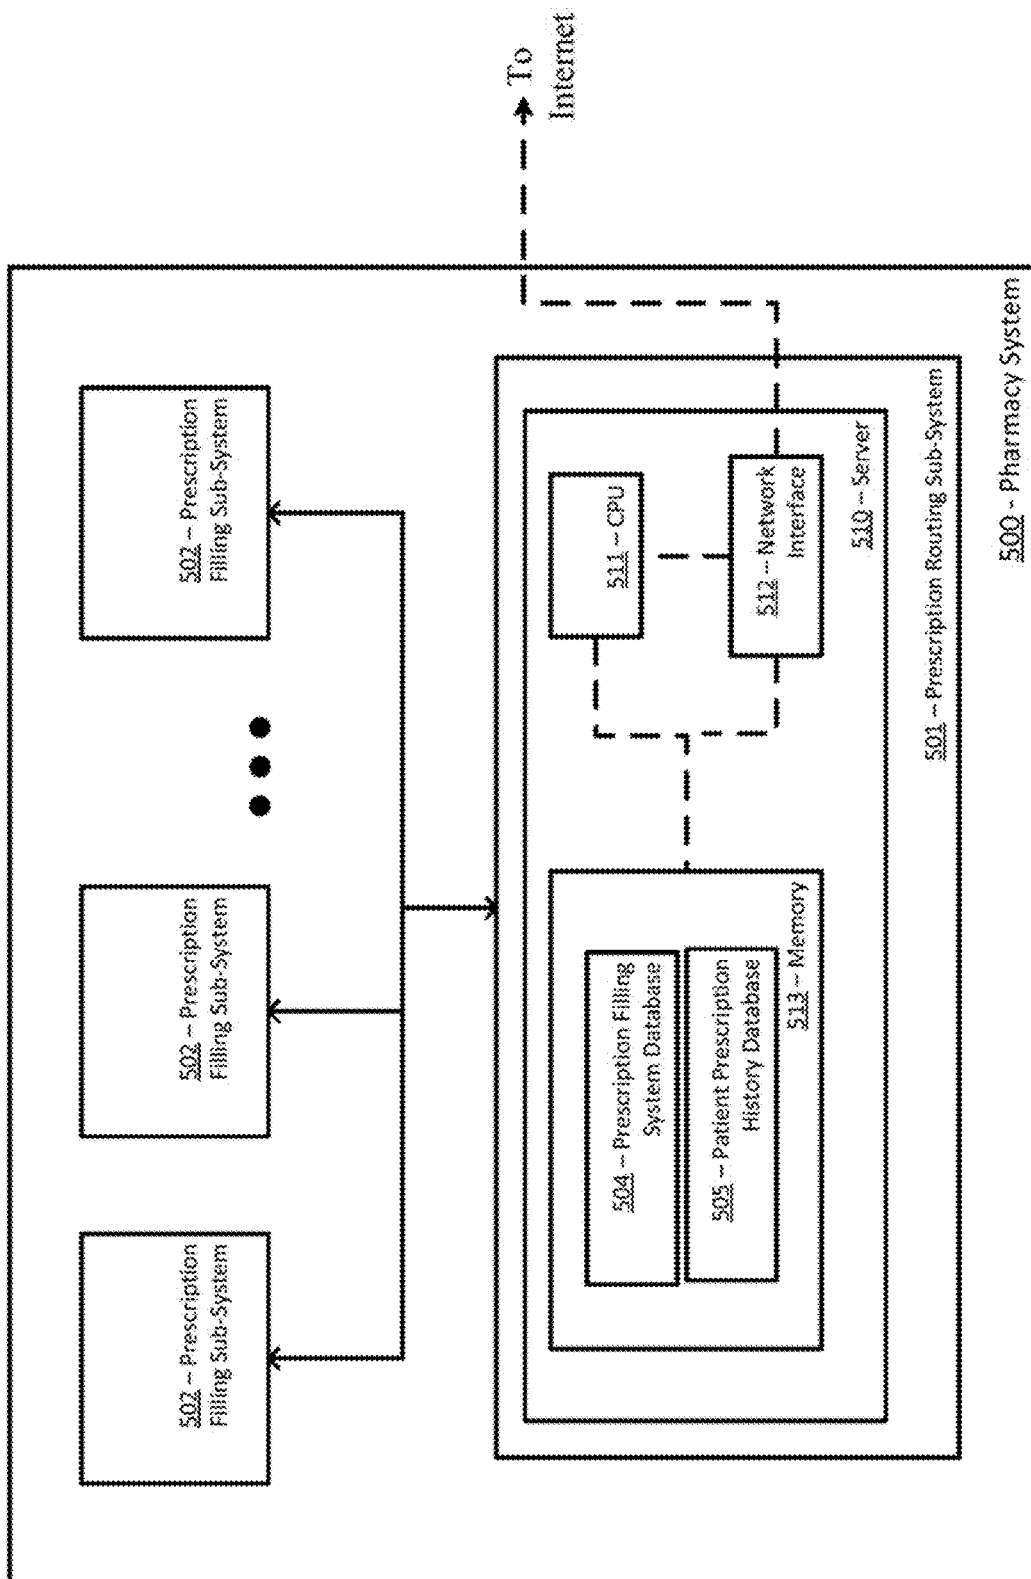 502 – Prescription
Filling Sub-System
502 – Prescription
Filling Sub-System
502 – Prescription
Filling Sub-System
To
Internet
504 – Prescription Filling
System Database
505 – Patient Prescription
History Database
513 – Memory
511 – CPU
512 – Network
Interface
510 – Server
501 – Prescription Routing Sub-System
500 - Pharmacy System